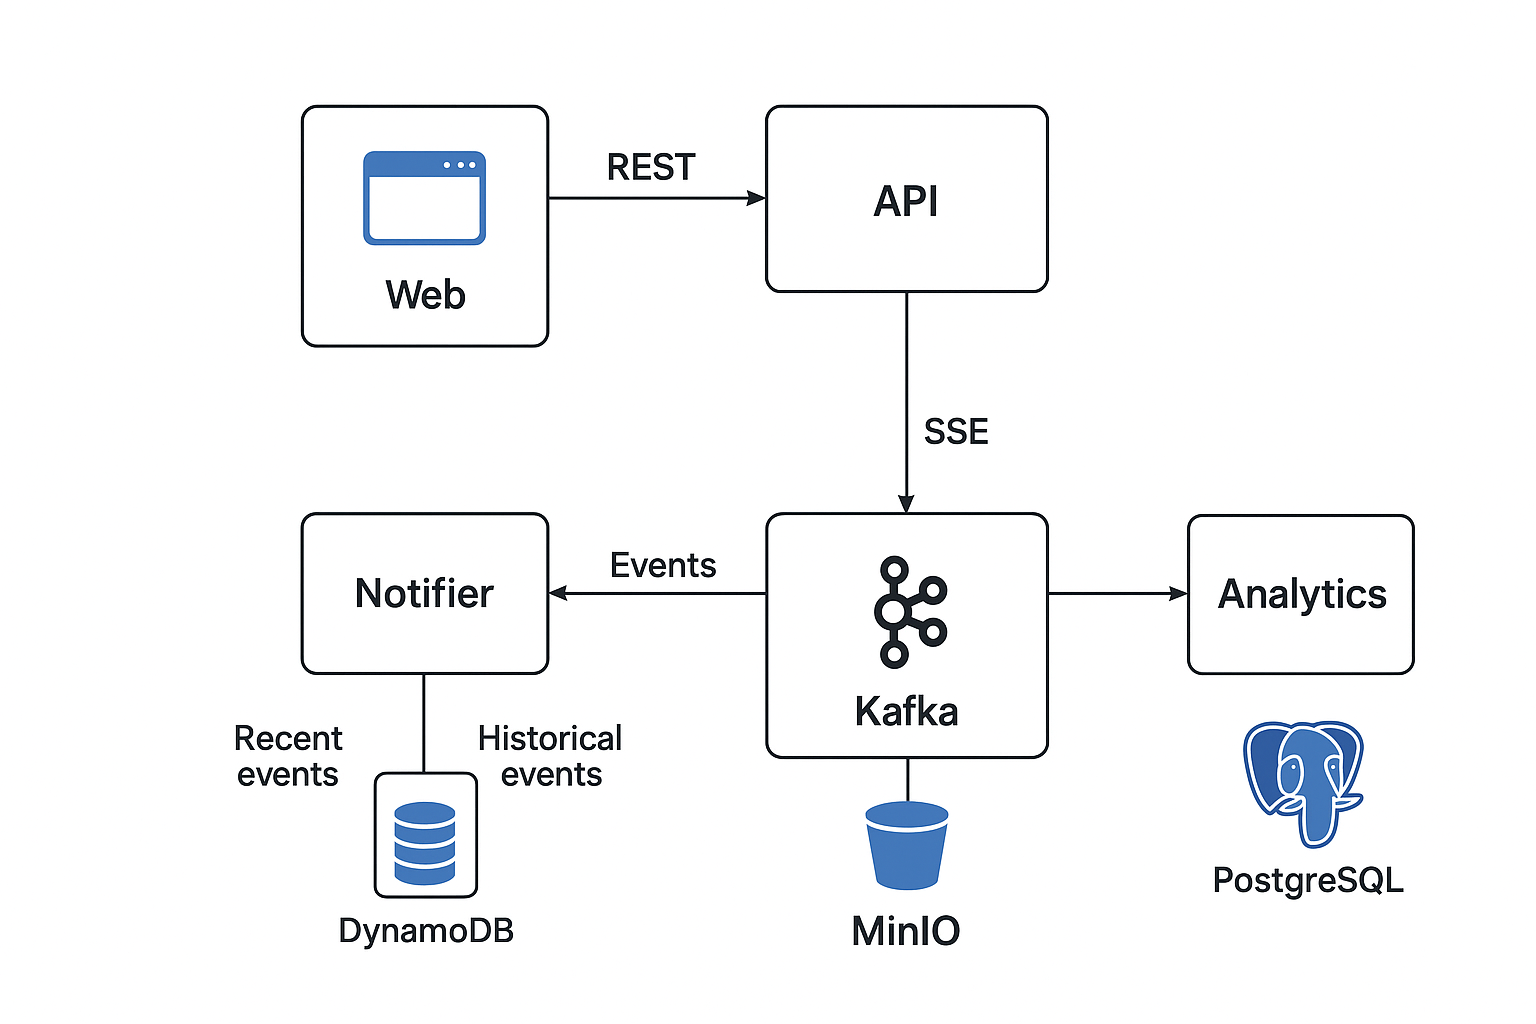 REST
API
Web
SSE
Events
Notifier
Analytics
Kafka
Recent
events
Historical
events
PostgreSQL
DynamoDB
MinIO